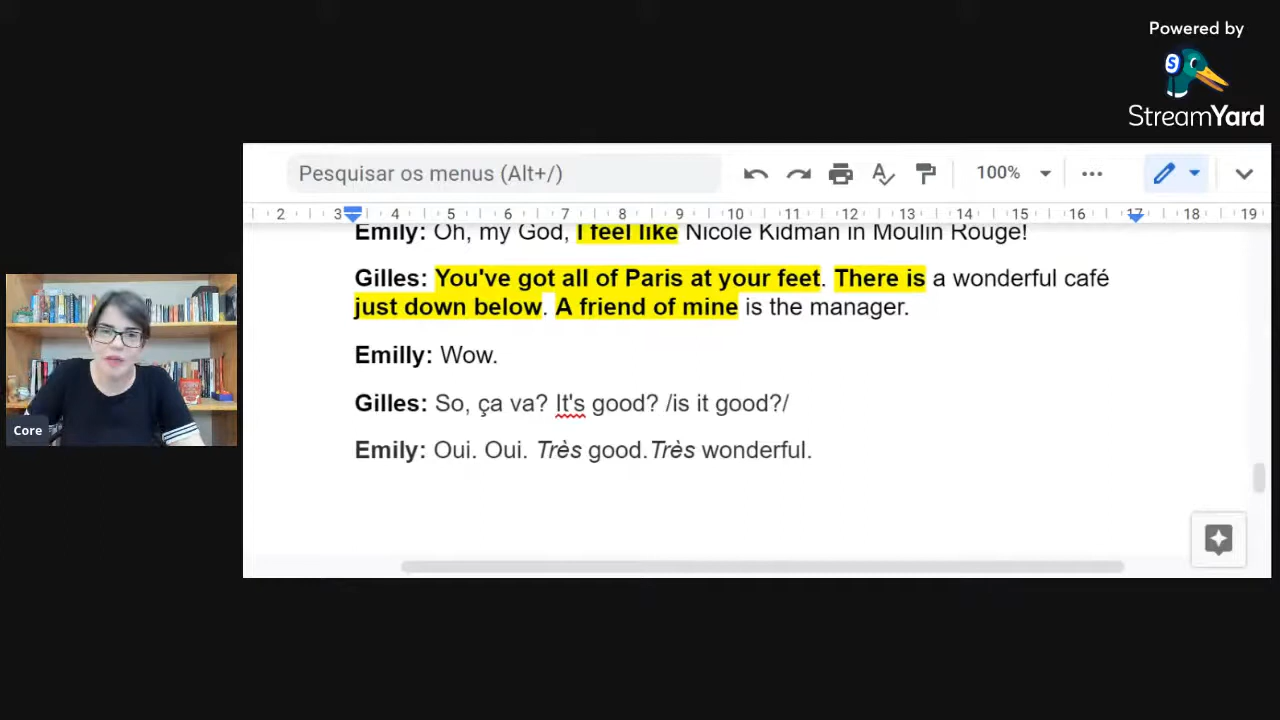 Powered by
S
StreamYard
Pesquisar os menus (Alt+/)
100%
2 3 4 5 6 7 8 9 10 11 12 13 14 15 16 17 18 19
Emily: Oh, my God, I feel like Nicole Kidman in Moulin Rouge!
Gilles: You've got all of Paris at your feet. There is a wonderful café
just down below. A friend of mine is the manager.
Emilly: Wow.
Gilles: So, ça va? It's good? /is it good?/
Emily: Oui. Oui. Très good.Très wonderful.
Core